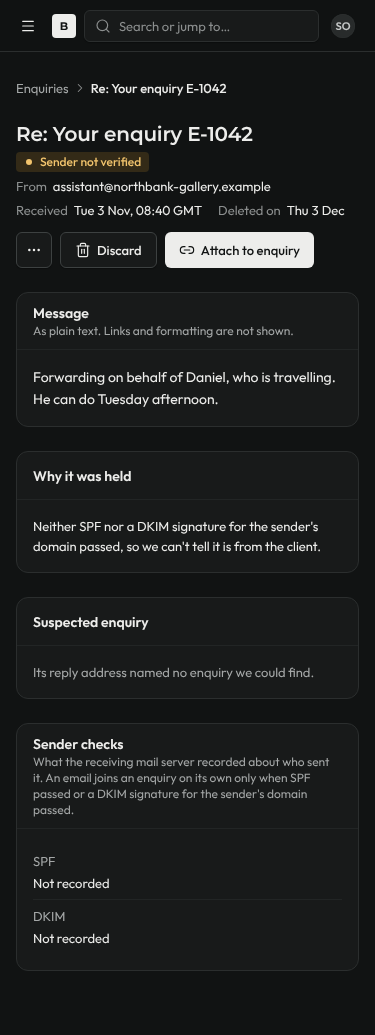 B
Search or jump to...
SO
Enquiries
Re: Your enquiry E-1042
Re: Your enquiry E-1042
Sender not verified
From assistant@northbank-gallery.example
Received Tue 3 Nov, 08:40 GMT Deleted on Thu 3 Dec
Discard
Attach to enquiry
Message
As plain text. Links and formatting are not shown.
Forwarding on behalf of Daniel, who is travelling.
He can do Tuesday afternoon.
Why it was held
Neither SPF nor a DKIM signature for the sender's
domain passed, so we can't tell it is from the client.
Suspected enquiry
Its reply address named no enquiry we could find.
Sender checks
What the receiving mail server recorded about who sent
it. An email joins an enquiry on its own only when SPF
passed or a DKIM signature for the sender's domain
passed.
SPF
Not recorded
DKIM
Not recorded